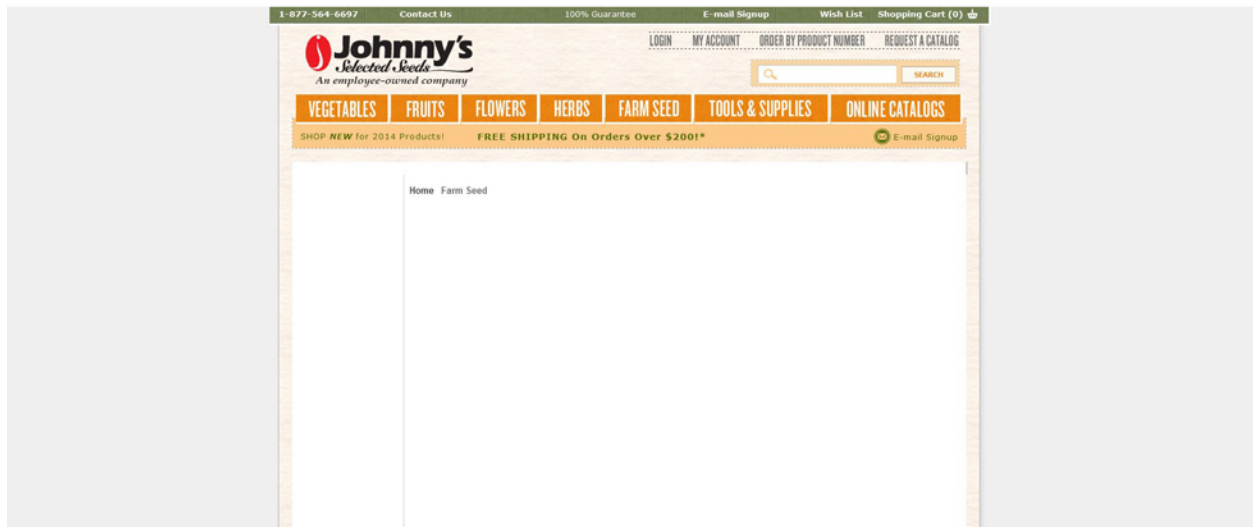 1-877-564-6697 Contact Us 100% Guarantee E-mail Signup Wish List Shopping Cart (0)
LOGIN MY ACCOUNT ORDER BY PRODUCT NUMBER REQUEST A CATALOG
Johnny's
Selected Seeds
An employee-owned company
SEARCH
VEGETABLES FRUITS FLOWERS HERBS FARM SEED TOOLS & SUPPLIES ONLINE CATALOGS
SHOP NEW for 2014 Products! FREE SHIPPING On Orders Over $200!* E-mail Signup
Home Farm Seed